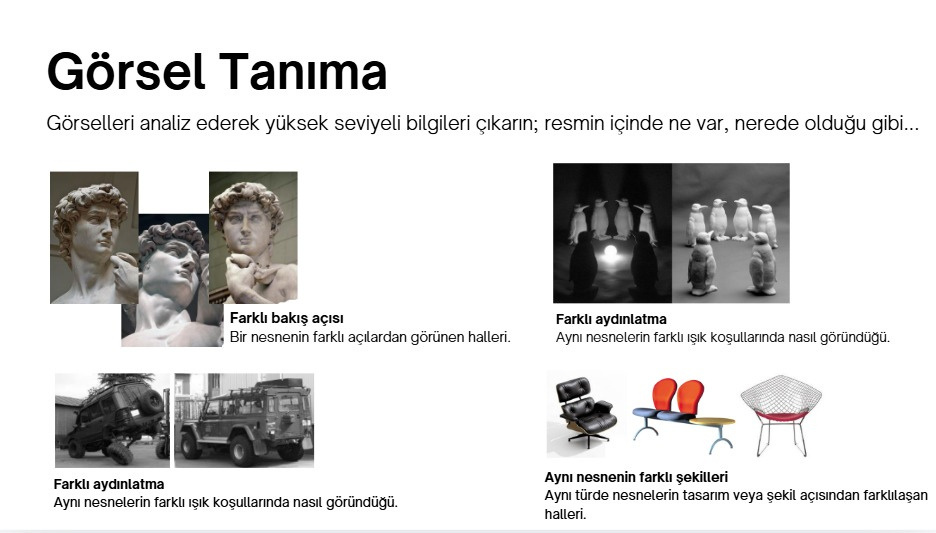 Görsel Tanıma
Görselleri analiz ederek yüksek seviyeli bilgileri çıkarın; resmin içinde ne var, nerede olduğu gibi...
Farklı bakış açısı
Bir nesnenin farklı açılardan görünen halleri.
Farklı aydınlatma
Aynı nesnelerin farklı ışık koşullarında nasıl göründüğü.
Farklı aydınlatma
Aynı nesnelerin farklı ışık koşullarında nasıl göründüğü.
Aynı nesnenin farklı şekilleri
Aynı türde nesnelerin tasarım veya şekil açısından farklılaşan
halleri.